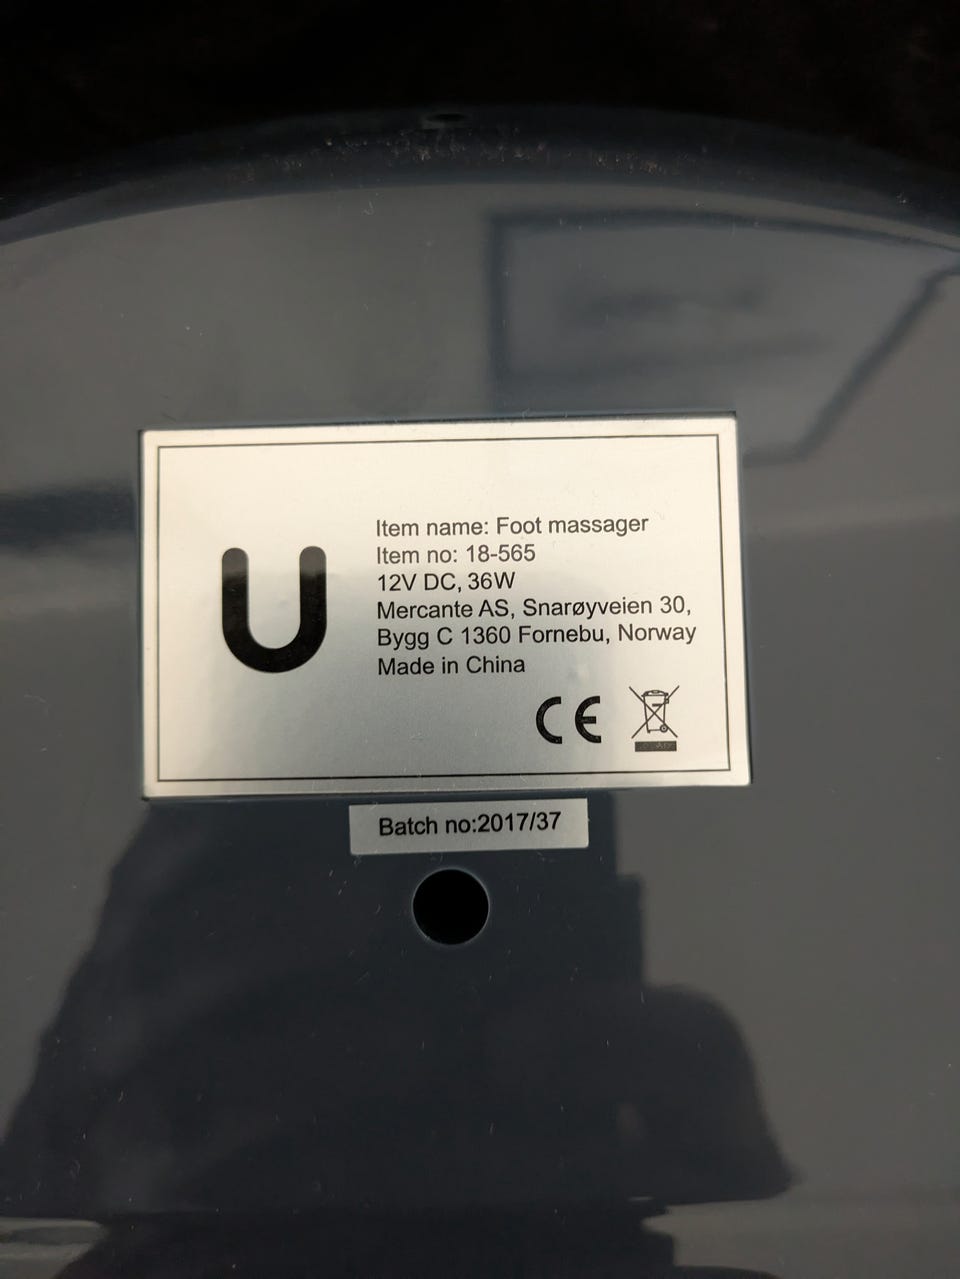 U
Item name: Foot massager
Item no: 18-565
12V DC, 36W
Mercante AS, Snarøyveien 30,
Bygg C 1360 Fornebu, Norway
Made in China
CE
Batch no:2017/37